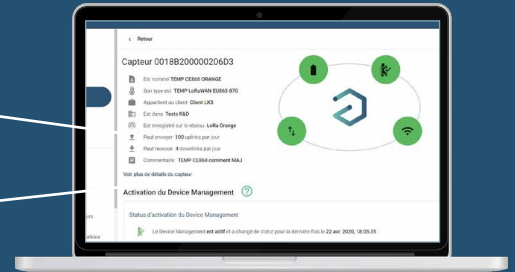 ‹ Retour
Capteur 0018B200000206D3
Est nommé TEMP CE868 ORANGE
Son type est TEMP LoRaWAN EU863-870
Appartient au client Client LKS
Est dans Tests R&D
Est enregistré sur le réseau LoRa Orange
Peut envoyer 100 uplinks par jour
Peut recevoir 4 downlinks par jour
Commentaire TEMP CE868 comment MAJ
Voir plus de détails du capteur
Activation du Device Management ?
Status d'activation du Device Management
urs
Le Device Management est actif et a changé de statut pour la dernière fois le 22 avr. 2020, 18:05:35
ations